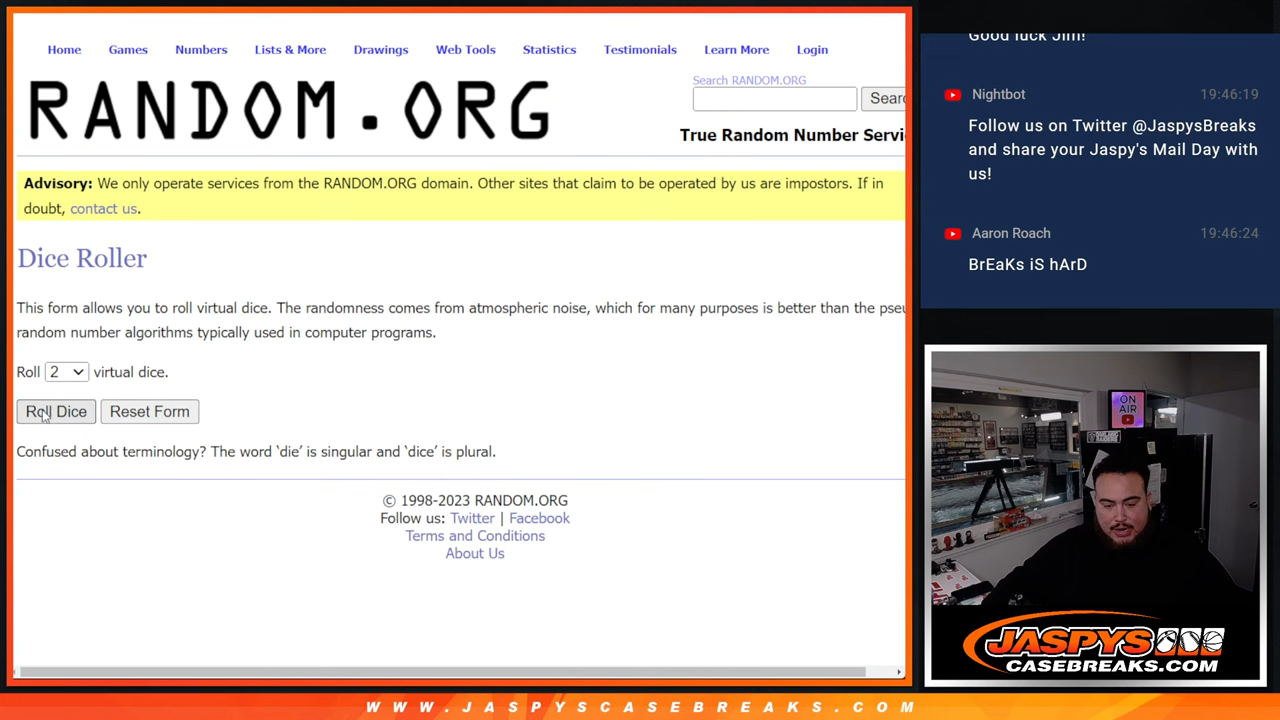 Home Games Numbers Lists & More Drawings Web Tools Statistics Testimonials Learn More Login
RANDOM.ORG
Search RANDOM.ORG
Searc
True Random Number Servi
Advisory: We only operate services from the RANDOM.ORG domain. Other sites that claim to be operated by us are impostors. If in
doubt, contact us.
Dice Roller
This form allows you to roll virtual dice. The randomness comes from atmospheric noise, which for many purposes is better than the pseu
random number algorithms typically used in computer programs.
Roll 2 virtual dice.
Roll Dice Reset Form
Confused about terminology? The word ‘die’ is singular and ‘dice’ is plural.
© 1998-2023 RANDOM.ORG
Follow us: Twitter | Facebook
Terms and Conditions
About Us
Good luck Jim!
Nightbot 19:46:19
Follow us on Twitter @JaspysBreaks
and share your Jaspy's Mail Day with
us!
Aaron Roach 19:46:24
BrEaKs iS hArD
ON
AIR
JASPYS
CASEBREAKS.COM
WWW.JASPYSCASEBREAKS.COM